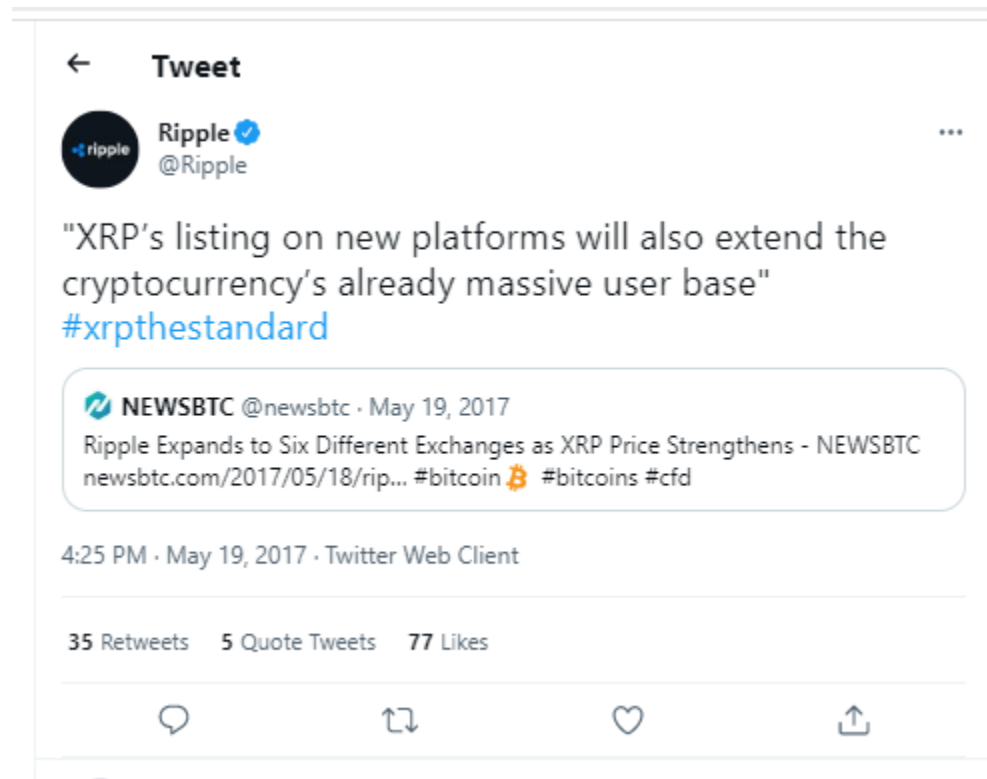 Tweet
ripple
Ripple
@Ripple
"XRP’s listing on new platforms will also extend the
cryptocurrency’s already massive user base"
#xrpthestandard
NEWSBTC @newsbtc · May 19, 2017
Ripple Expands to Six Different Exchanges as XRP Price Strengthens - NEWSBTC
newsbtc.com/2017/05/18/rip... #bitcoin #bitcoins #cfd
4:25 PM · May 19, 2017 · Twitter Web Client
35 Retweets 5 Quote Tweets 77 Likes